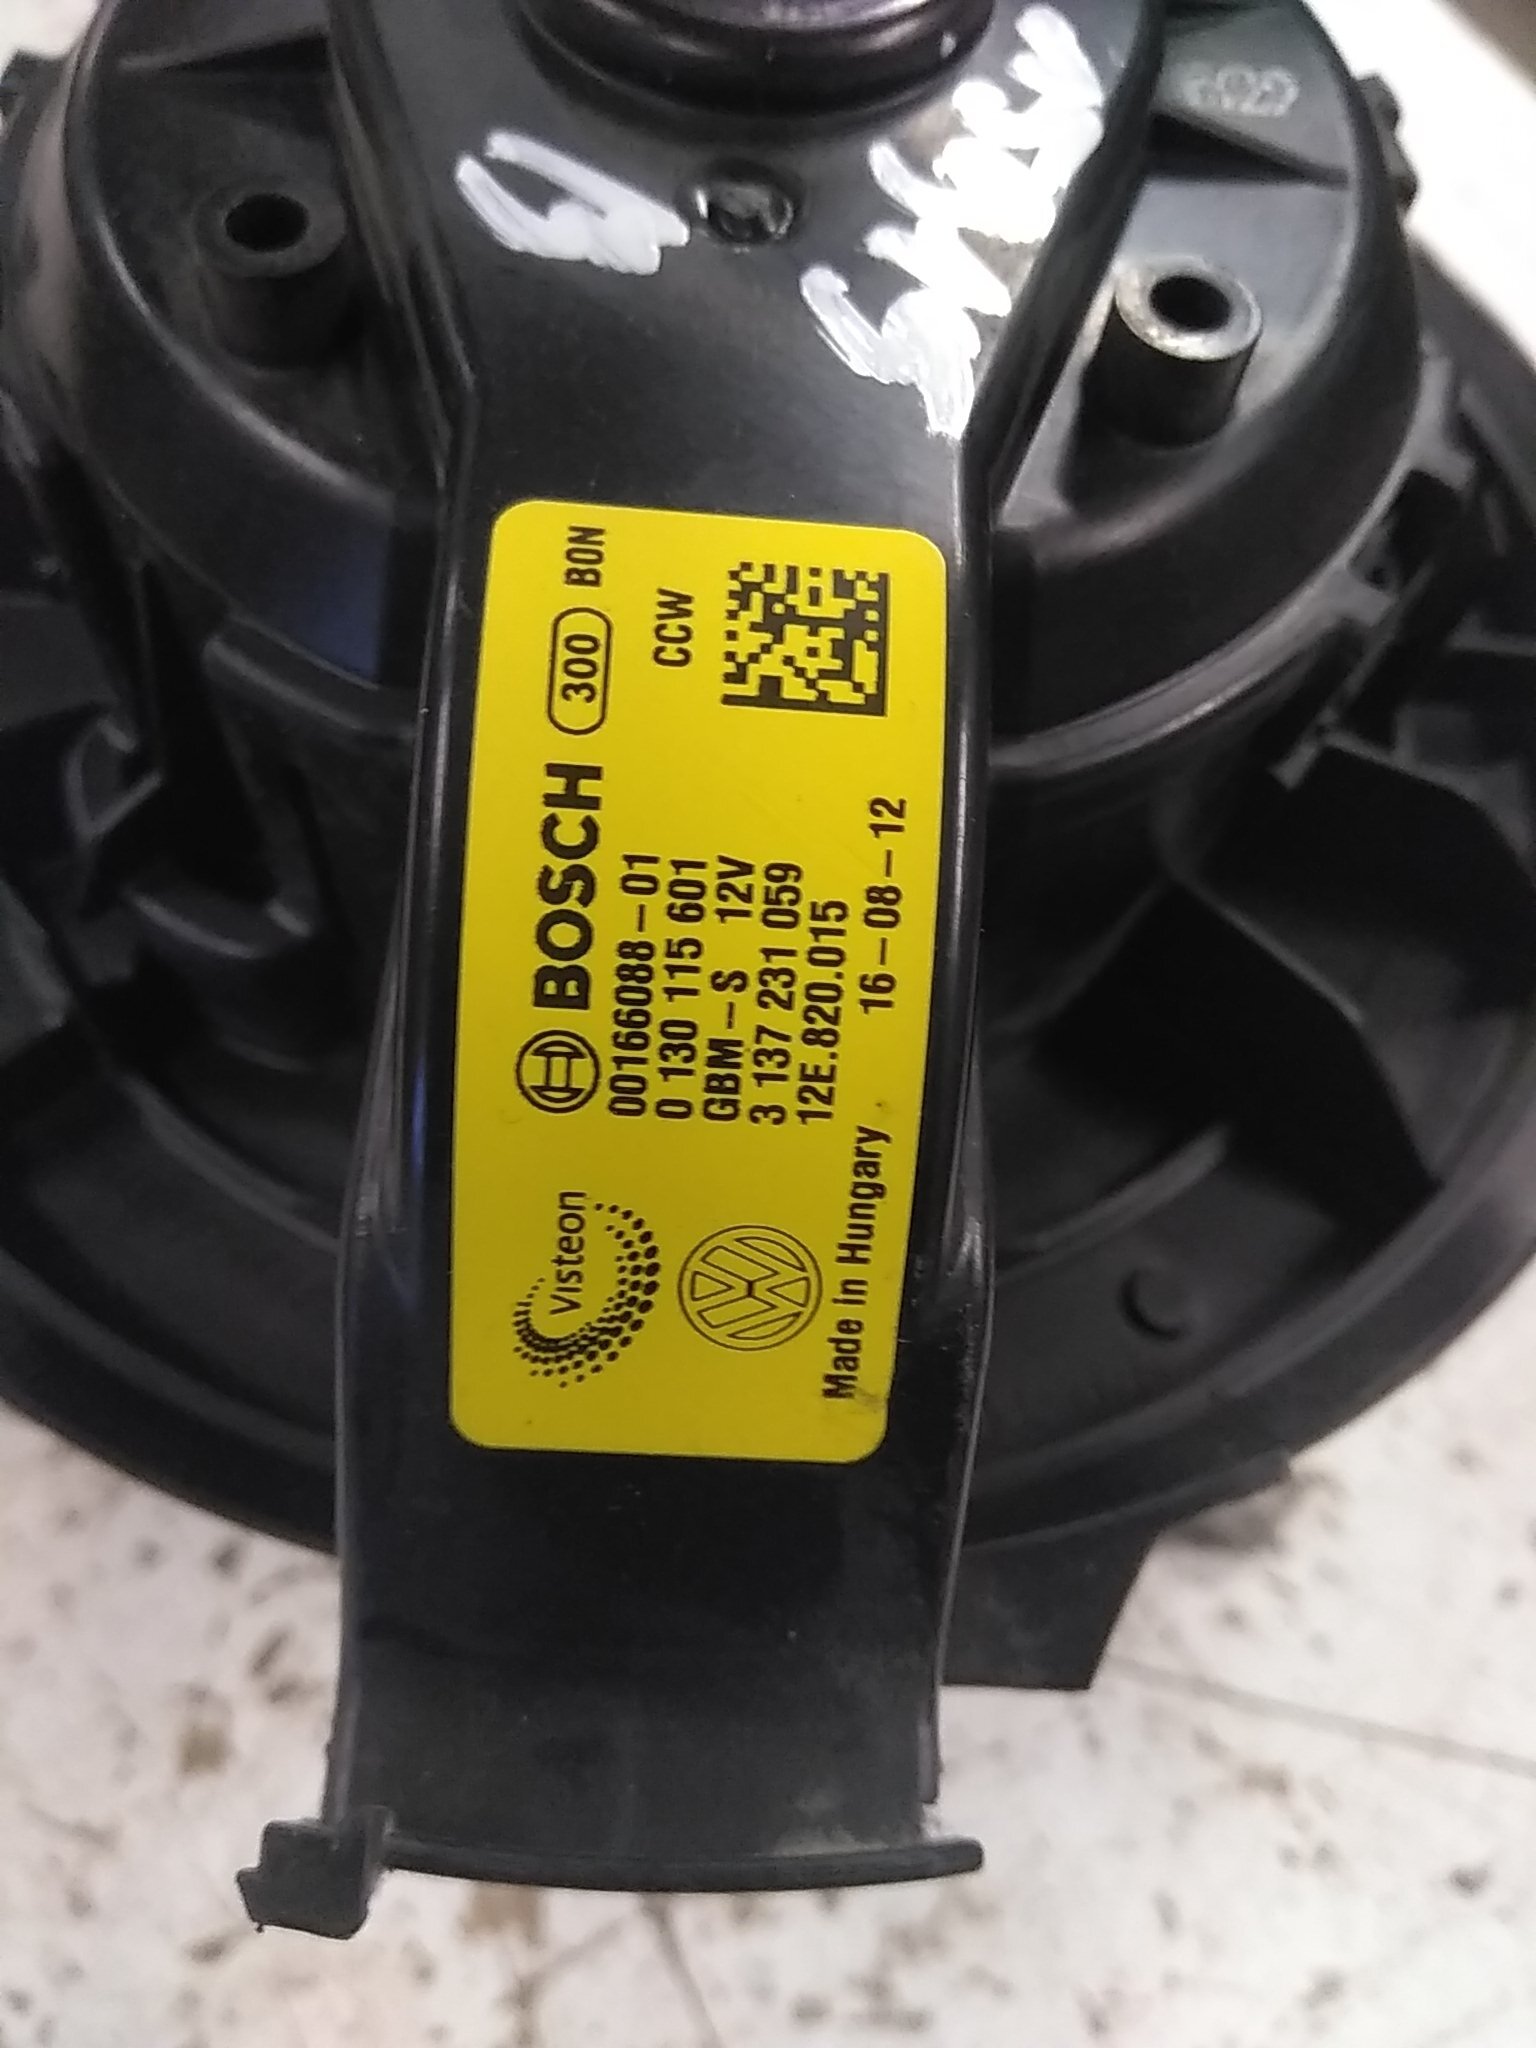 BOSCH 300 BON
00166088-01
0 130 115 601 CCW
GBM-S 12V
3 137 231 059
12E.820.015
16-08-12
Visteon
Made in Hungary